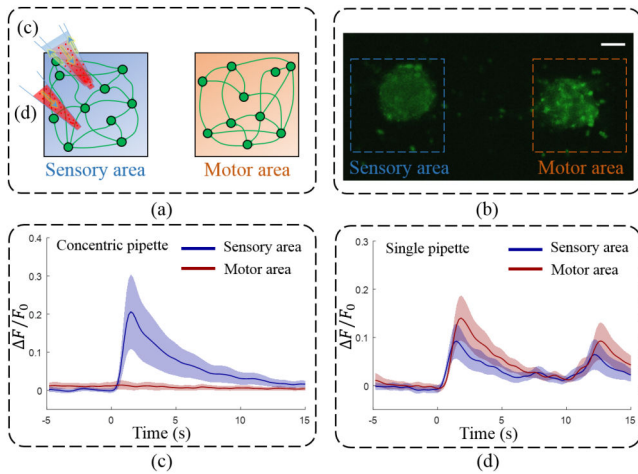 (c)
(d)
Sensory area
Motor area
(a)
Sensory area
Motor area
(b)
0.4
0.3
0.2
0.1
0
ΔF/F₀
Concentric pipette
Sensory area
Motor area
-5
0
5
10
15
Time (s)
(c)
0.3
0.2
0.1
0
ΔF/F₀
Single pipette
Sensory area
Motor area
-5
0
5
10
15
Time (s)
(d)